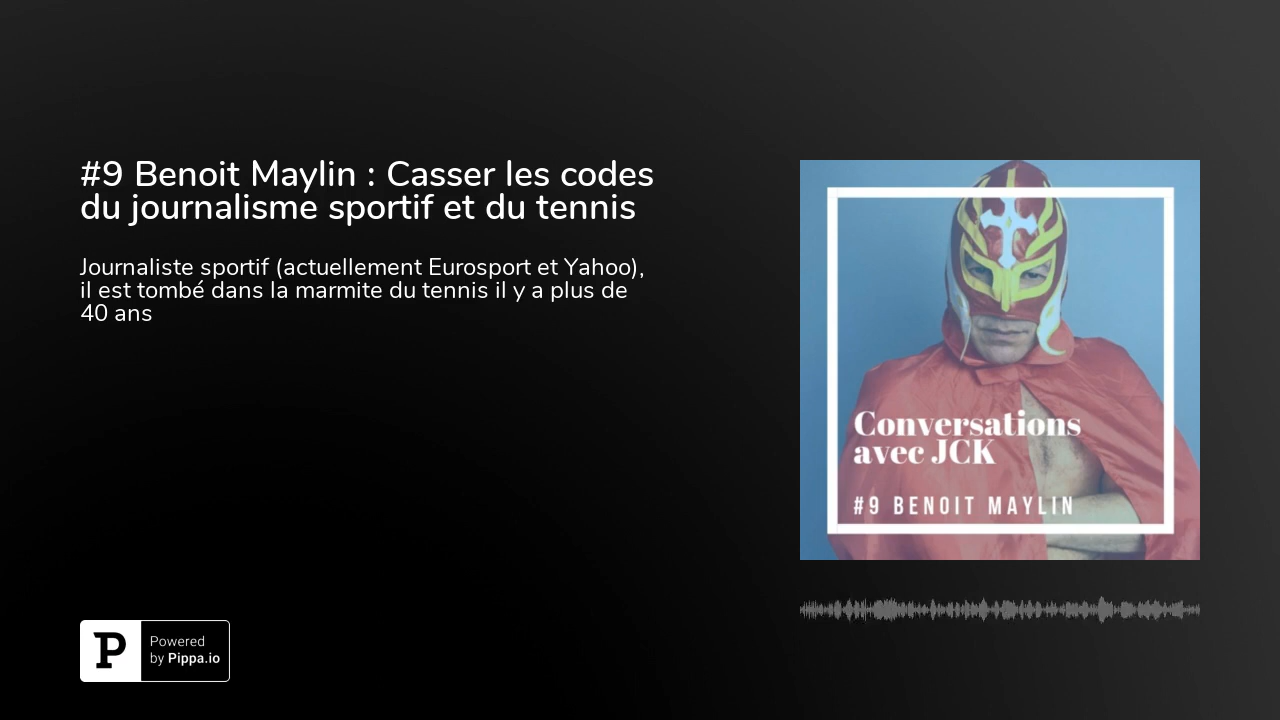 #9 Benoit Maylin : Casser les codes
du journalisme sportif et du tennis
Journaliste sportif (actuellement Eurosport et Yahoo),
il est tombé dans la marmite du tennis il y a plus de
40 ans
Conversations
avec JCK
#9 BENOIT MAYLIN
P
Powered
by Pippa.io